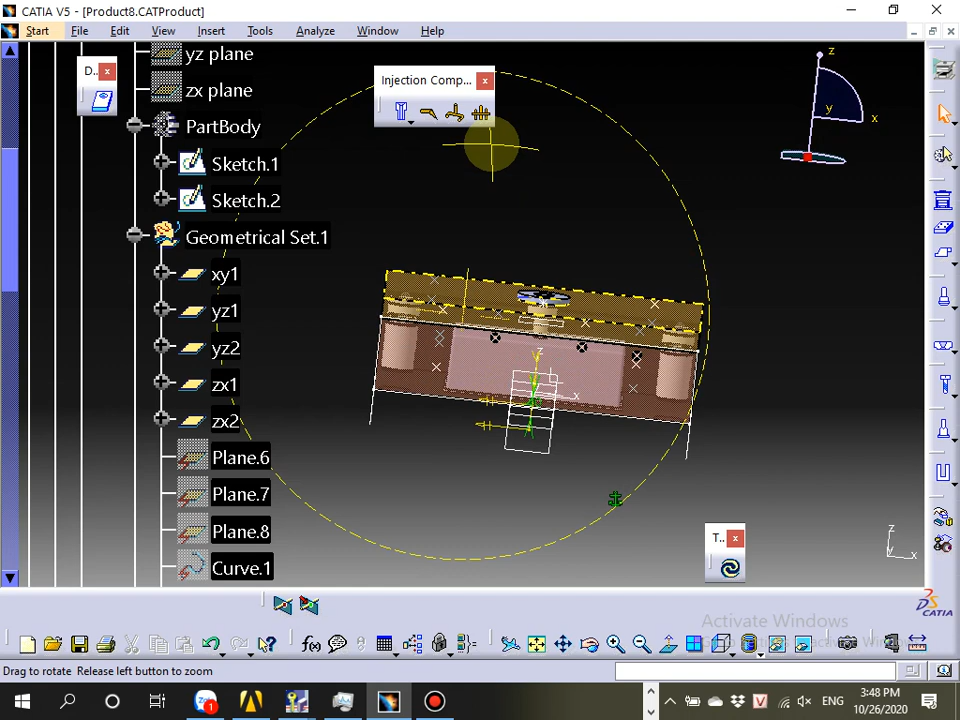 CATIA V5 - [Product8.CATProduct]
Start File Edit View Insert Tools Analyze Window Help
yz plane
zx plane
PartBody
Sketch.1
Sketch.2
Geometrical Set.1
xy1
yz1
yz2
zx1
zx2
Plane.6
Plane.7
Plane.8
Curve.1
D..
Injection Comp...
z
y
x
z
x
T..
z
y
x
Activate Windows
Drag to rotate Release left button to zoom
ENG
3:48 PM
10/26/2020